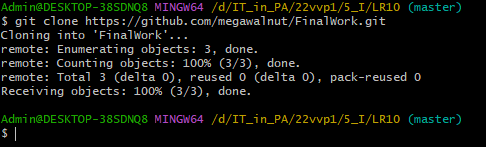 Admin@DESKTOP-38SDNQ8 MINGW64 /d/IT_in_PA/22vvp1/5_I/LR10 (master)
$ git clone https://github.com/megawalnut/FinalWork.git
Cloning into 'FinalWork'...
remote: Enumerating objects: 3, done.
remote: Counting objects: 100% (3/3), done.
remote: Total 3 (delta 0), reused 0 (delta 0), pack-reused 0
Receiving objects: 100% (3/3), done.
Admin@DESKTOP-38SDNQ8 MINGW64 /d/IT_in_PA/22vvp1/5_I/LR10 (master)
$